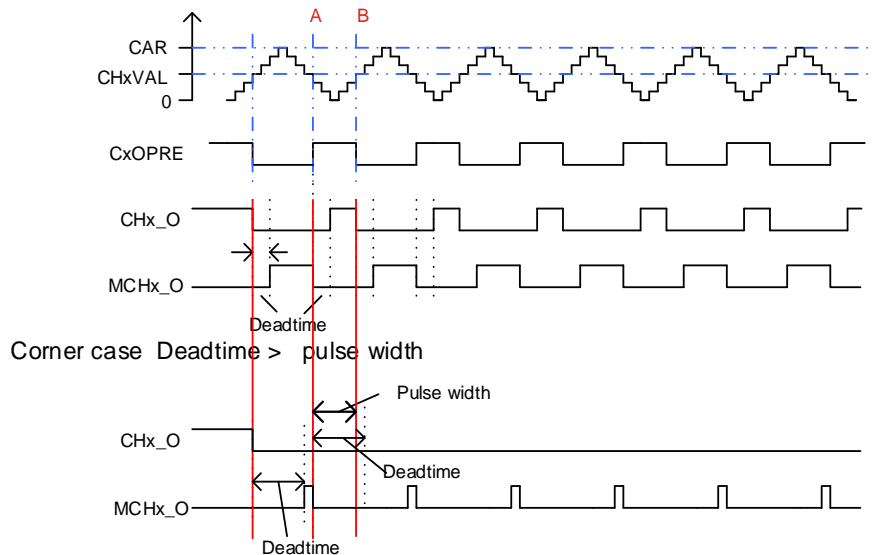 A B
CAR
CHxVAL
0
CxOPRE
CHx_O
MCHx_O
Deadtime
Corner case Deadtime > pulse width
Pulse width
CHx_O
Deadtime
MCHx_O
Deadtime